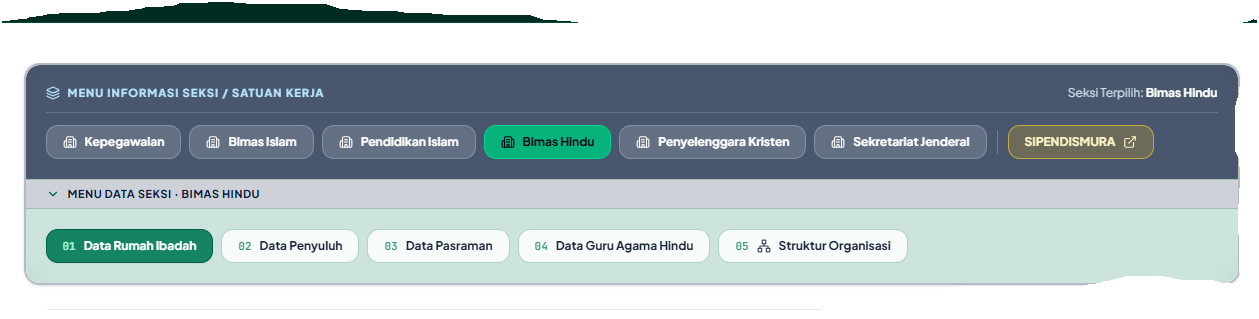 MENU INFORMASI SEKSI / SATUAN KERJA Seksi Terpilih: Bimas Hindu
Kepegawaian Bimas Islam Pendidikan Islam Bimas Hindu Penyelenggara Kristen Sekretariat Jenderal SIPENDISMURA
MENU DATA SEKSI · BIMAS HINDU
01 Data Rumah Ibadah 02 Data Penyuluh 03 Data Pasraman 04 Data Guru Agama Hindu 05 Struktur Organisasi